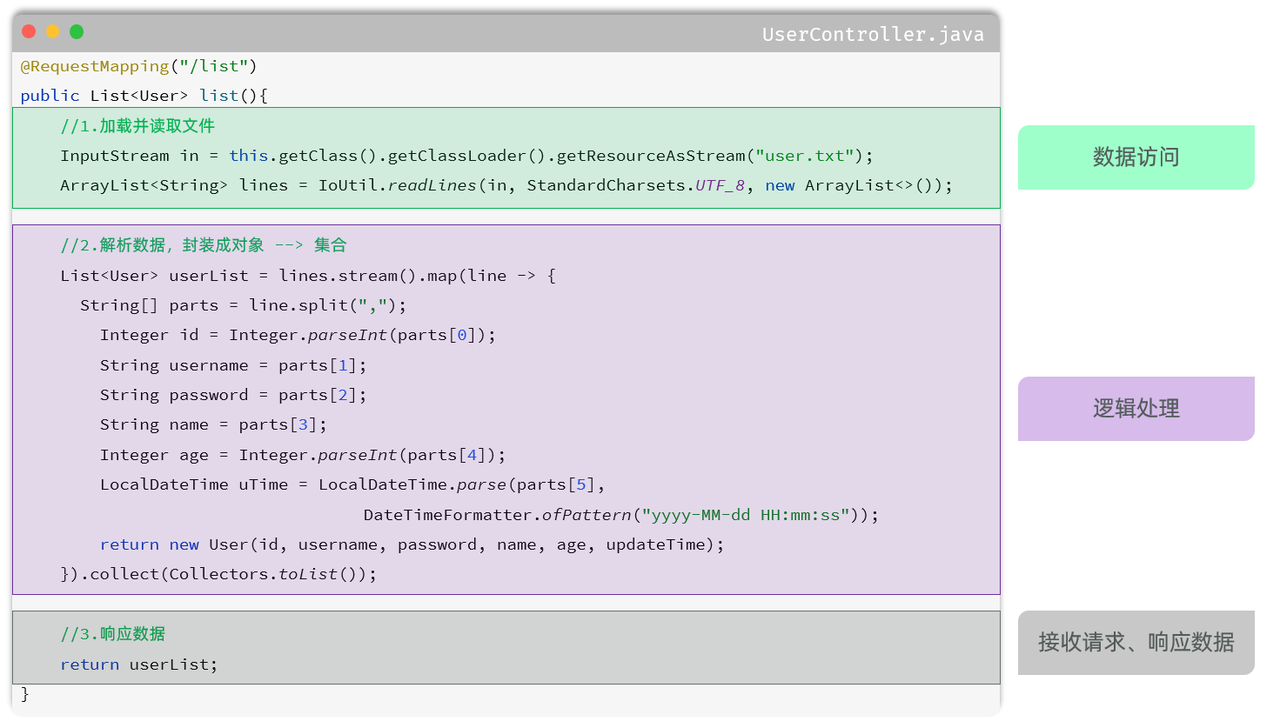 UserController.java
@RequestMapping("/list")
public List<User> list(){
//1.加载并读取文件
InputStream in = this.getClass().getClassLoader().getResourceAsStream("user.txt");
ArrayList<String> lines = IoUtil.readLines(in, StandardCharsets.UTF_8, new ArrayList<>());
数据访问
//2.解析数据，封装成对象 --> 集合
List<User> userList = lines.stream().map(line -> {
String[] parts = line.split(",");
Integer id = Integer.parseInt(parts[0]);
String username = parts[1];
String password = parts[2];
String name = parts[3];
Integer age = Integer.parseInt(parts[4]);
LocalDateTime uTime = LocalDateTime.parse(parts[5],
DateTimeFormatter.ofPattern("yyyy-MM-dd HH:mm:ss"));
return new User(id, username, password, name, age, updateTime);
}).collect(Collectors.toList());
逻辑处理
//3.响应数据
return userList;
}
接收请求、响应数据